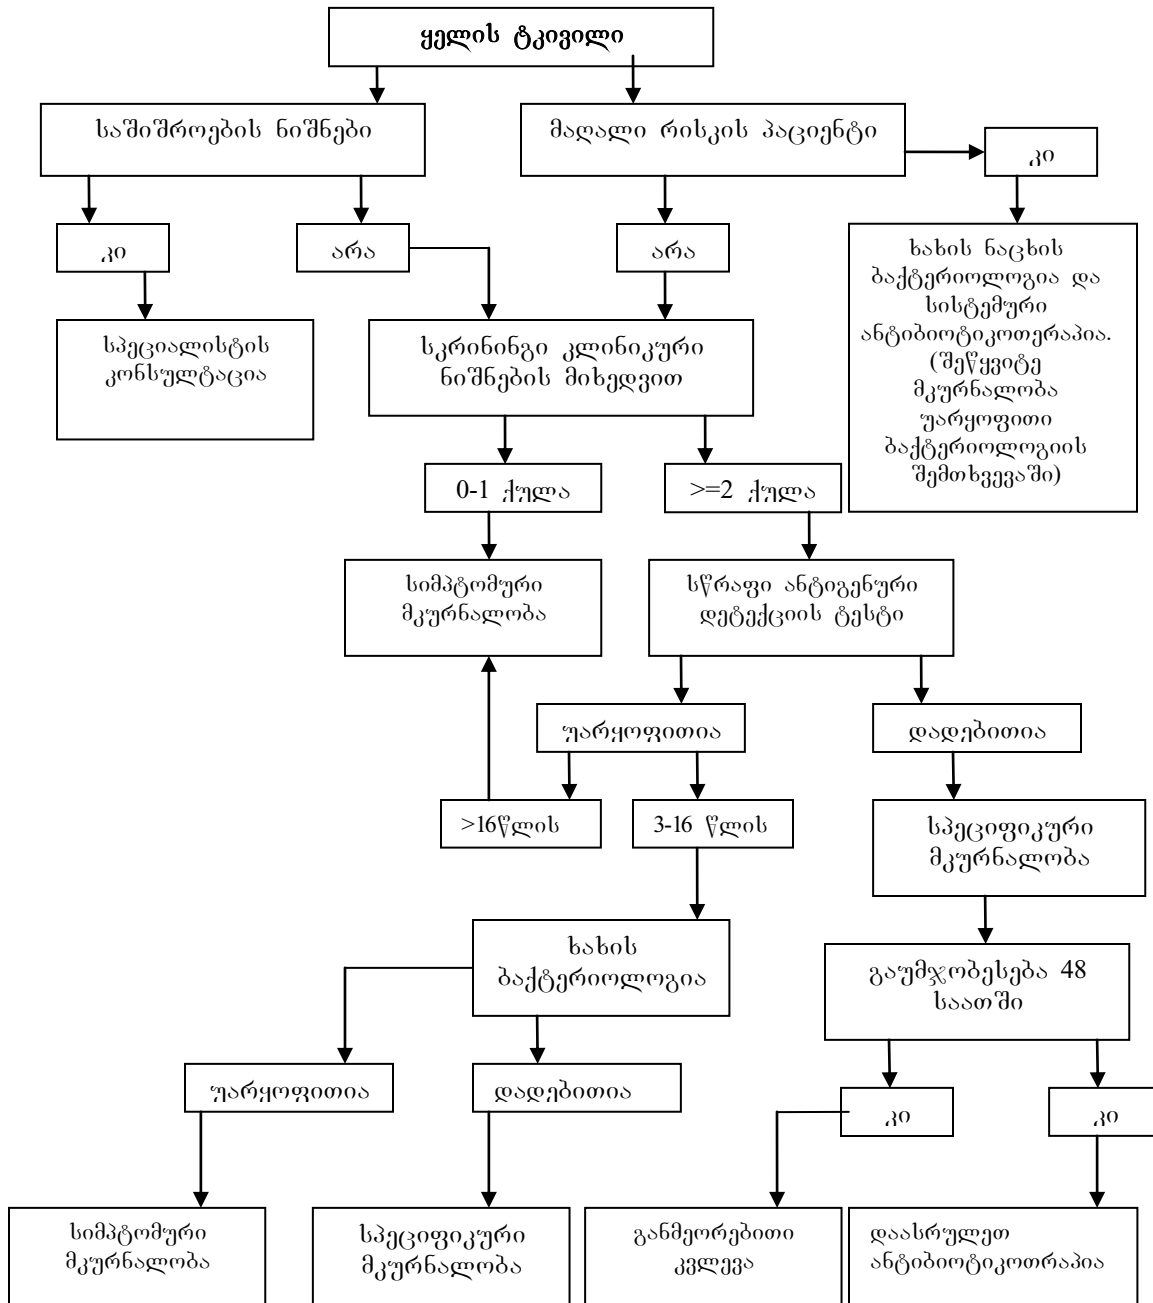 ყელის ტკივილი
საშიშროების ნიშნები
მაღალი რისკის პაციენტი
კი
კი
არა
არა
ხახის ნაცხის
ბაქტერიოლოგია და
სისტემური
ანტიბიოტიკოთერაპია.
(შეწყვიტე
მკურნალობა
უარყოფითი
ბაქტერიოლოგიის
შემთხვევაში)
სპეციალისტის
კონსულტაცია
სკრინინგი კლინიკური
ნიშნების მიხედვით
0-1 ქულა
>=2 ქულა
სიმპტომური
მკურნალობა
სწრაფი ანტიგენური
დეტექციის ტესტი
უარყოფითია
დადებითია
>16წლის
3-16 წლის
სპეციფიკური
მკურნალობა
ხახის
ბაქტერიოლოგია
გაუმჯობესება 48
საათში
უარყოფითია
დადებითია
კი
კი
სიმპტომური
მკურნალობა
სპეციფიკური
მკურნალობა
განმეორებითი
კვლევა
დაასრულეთ
ანტიბიოტიკოთრაპია